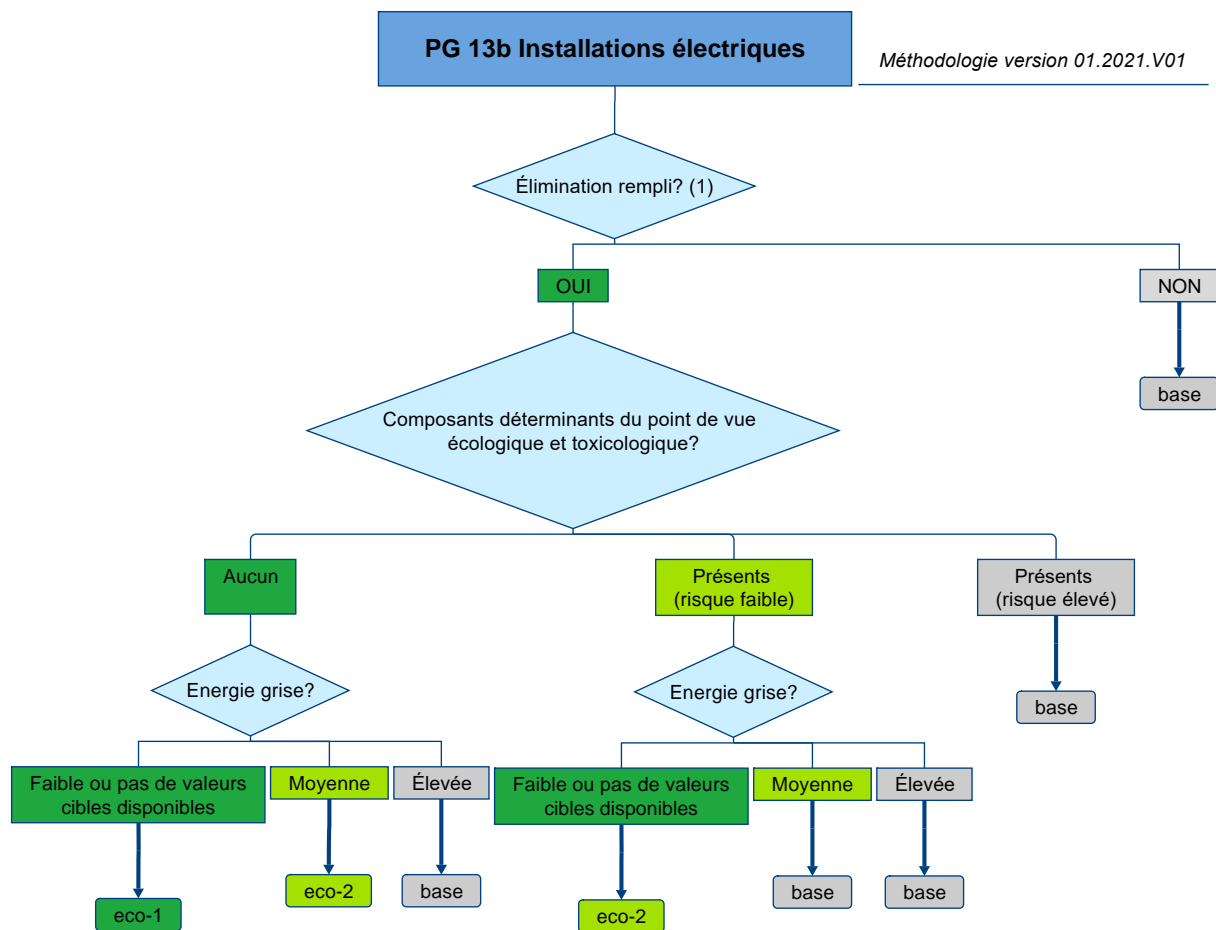 PG 13b Installations électriques
Méthodologie version 01.2021.V01
Élimination rempli? (1)
OUI
NON
base
Composants déterminants du point de vue
écologique et toxicologique?
Aucun
Présents
(risque faible)
Présents
(risque élevé)
Energie grise?
Energie grise?
base
Faible ou pas de valeurs
cibles disponibles
Moyenne
Élevée
Faible ou pas de valeurs
cibles disponibles
Moyenne
Élevée
eco-1
eco-2
base
eco-2
base
base